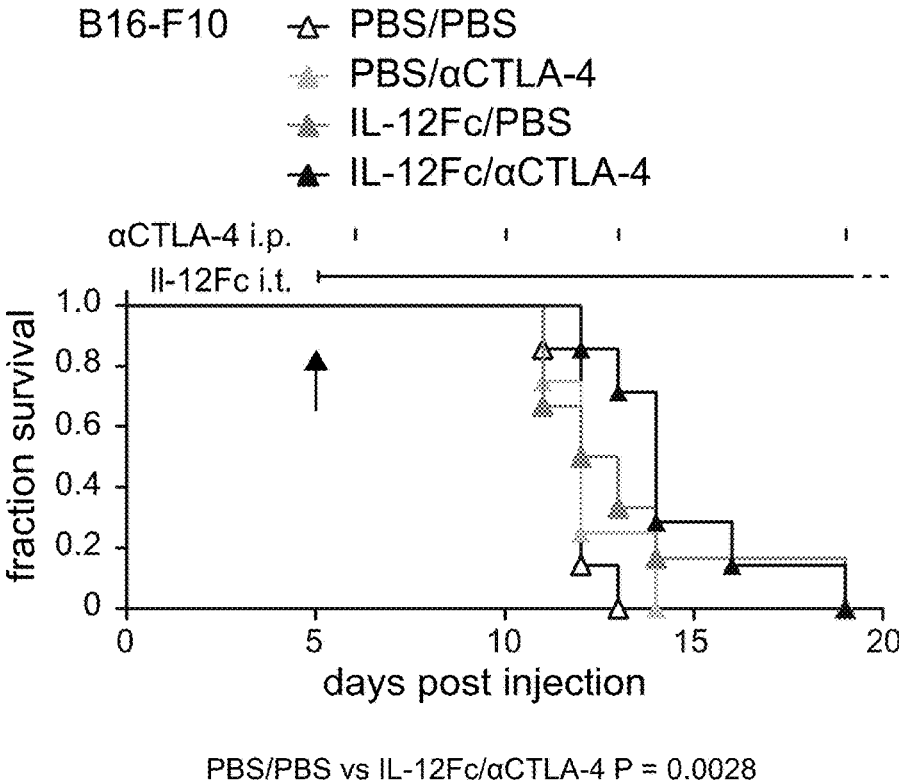 B16-F10
PBS/PBS
PBS/αCTLA-4
IL-12Fc/PBS
IL-12Fc/αCTLA-4
αCTLA-4 i.p.
Il-12Fc i.t.
fraction survival
1.0
0.8
0.6
0.4
0.2
0
0 5 10 15 20
days post injection
PBS/PBS vs IL-12Fc/αCTLA-4 P = 0.0028